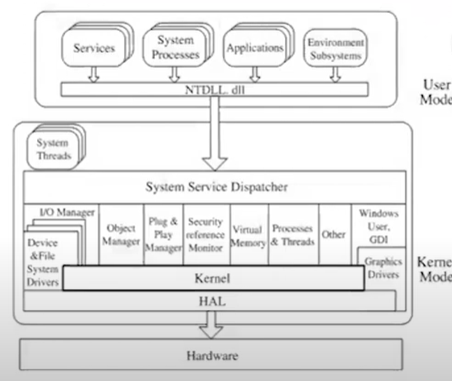 Services
System
Processes
Applications
Environment
Subsystems
NTDLL. dll
User
Mode
System
Threads
System Service Dispatcher
I/O Manager
Device
&File
System
Drivers
Object
Manager
Plug &
Play
Manager
Security
reference
Monitor
Virtual
Memory
Processes
& Threads
Other
Windows
User,
GDI
Graphics
Drivers
Kernel
Kernel
Mode
HAL
Hardware